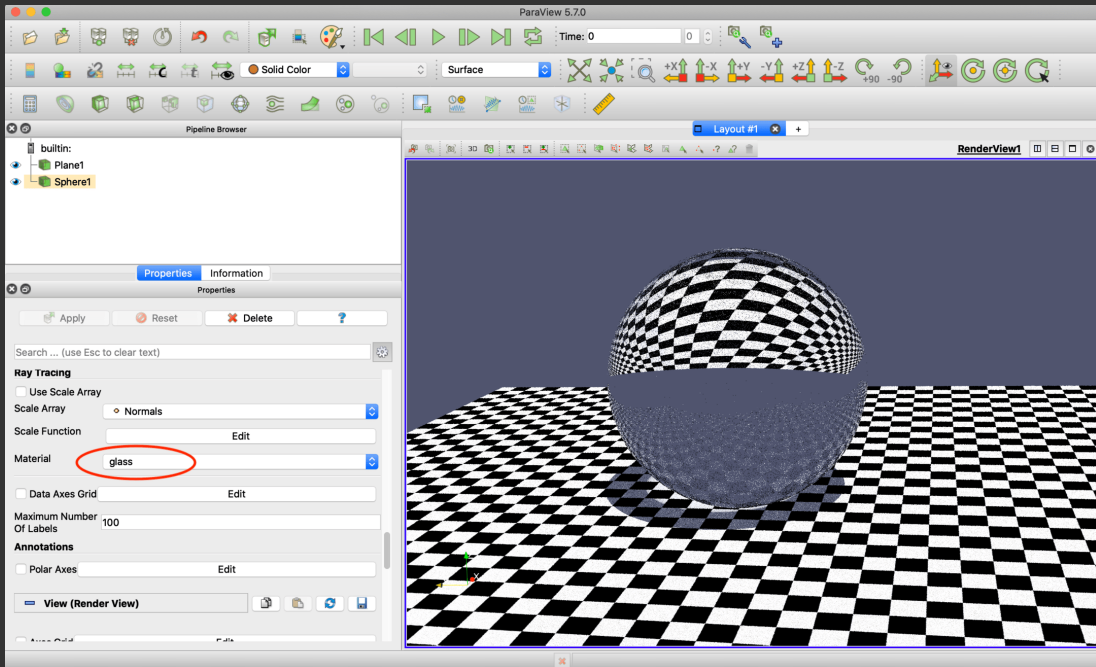 ParaView 5.7.0
Time: 0
0
Solid Color
Surface
+X
-X
+Y
-Y
+Z
-Z
+90
-90
Pipeline Browser
builtin:
Plane1
Sphere1
Properties
Information
Properties
Apply
Reset
Delete
?
Search ... (use Esc to clear text)
Ray Tracing
Use Scale Array
Scale Array
Normals
Scale Function
Edit
Material
glass
Data Axes Grid
Edit
Maximum Number
Of Labels
100
Annotations
Polar Axes
Edit
View (Render View)
Axes Grid
Edit
Layout #1
+
3D
RenderView1